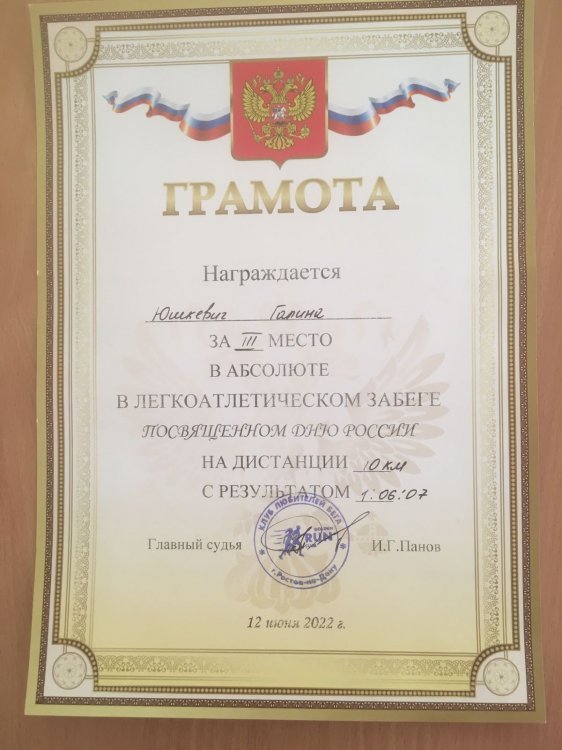 ГРАМОТА
Награждается
Юшкевич Галина
ЗА III МЕСТО
В АБСОЛЮТЕ
В ЛЕГКОАТЛЕТИЧЕСКОМ ЗАБЕГЕ
ПОСВЯЩЕННОМ ДНЮ РОССИИ
НА ДИСТАНЦИИ 10 км
С РЕЗУЛЬТАТОМ 1:06:07
КЛУБ ЛЮБИТЕЛЕЙ БЕГА
GOLDEN
RUN
г.Ростов-на-Дону
Главный судья И.Г.Панов
12 июня 2022 г.